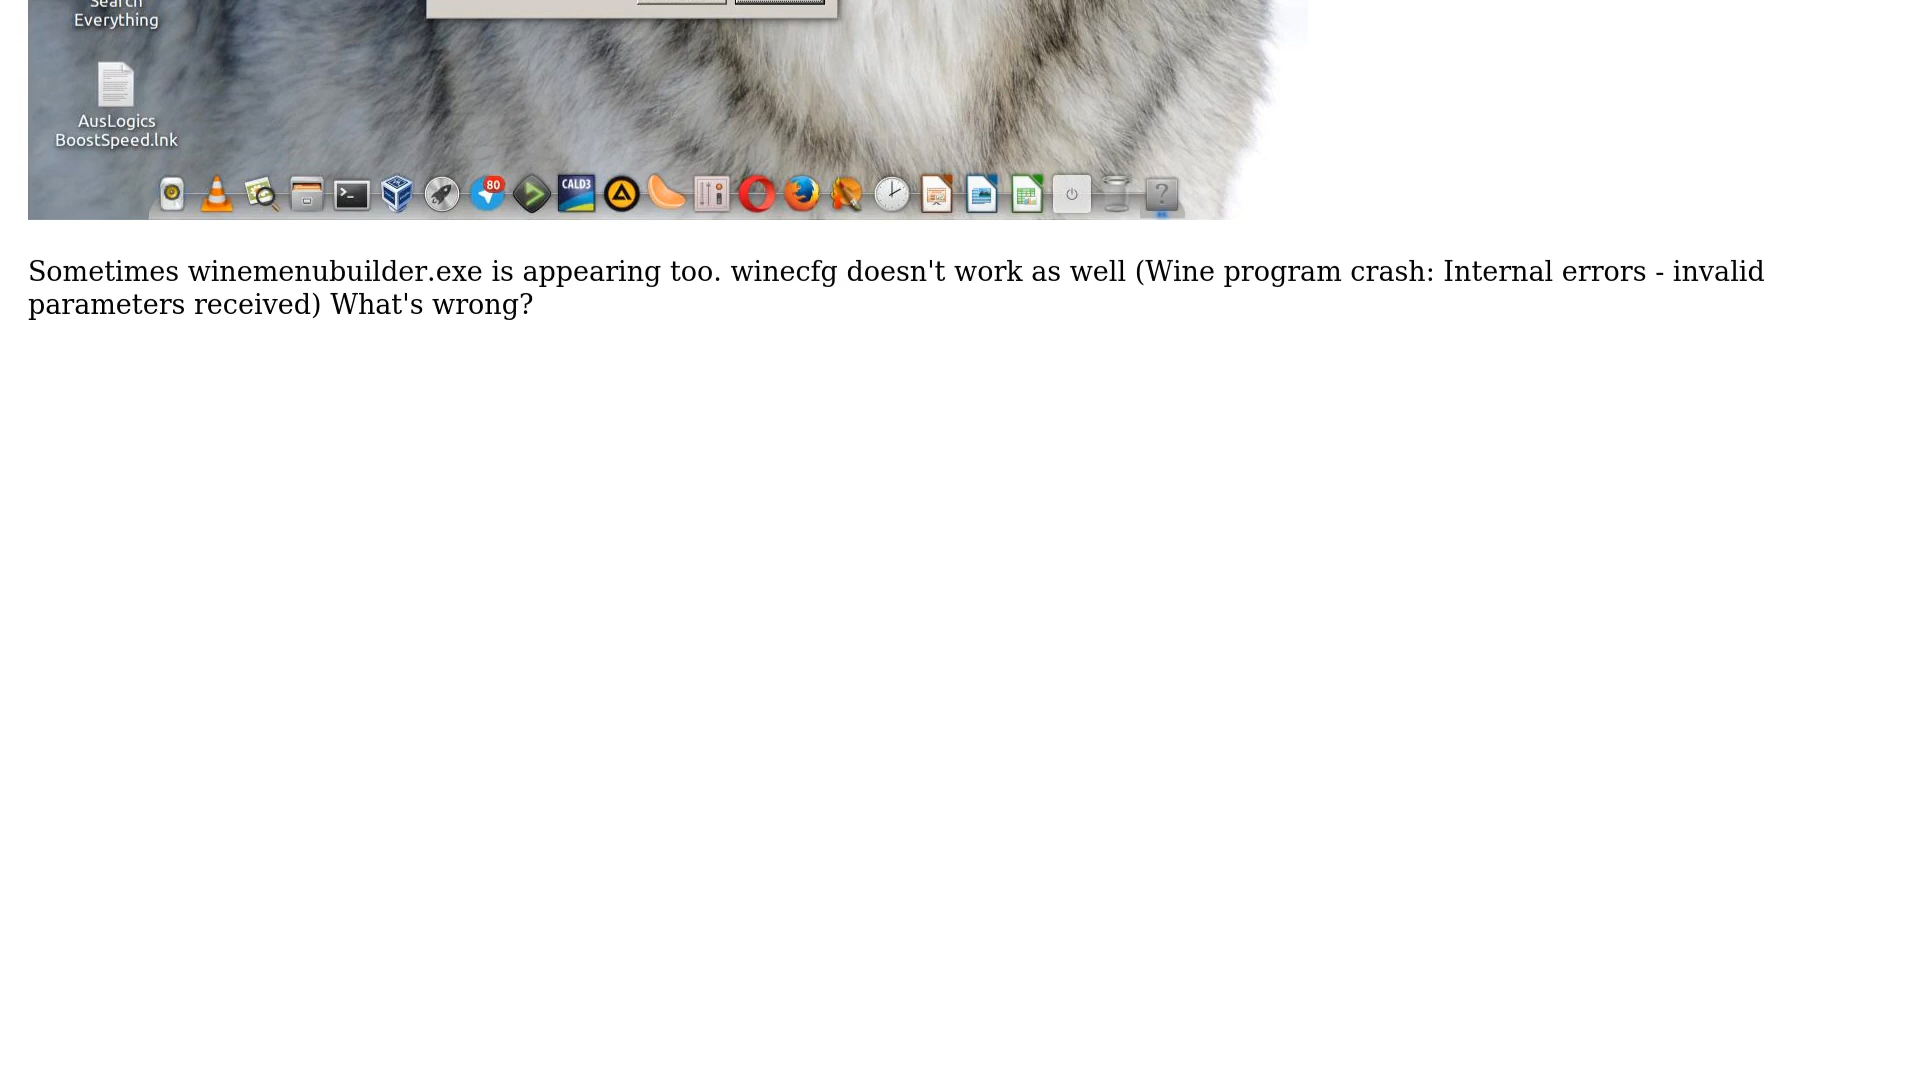 Search
Everything
AusLogics
BoostSpeed.lnk
80
CALD3
Sometimes winemenubuilder.exe is appearing too. winecfg doesn't work as well (Wine program crash: Internal errors - invalid
parameters received) What's wrong?